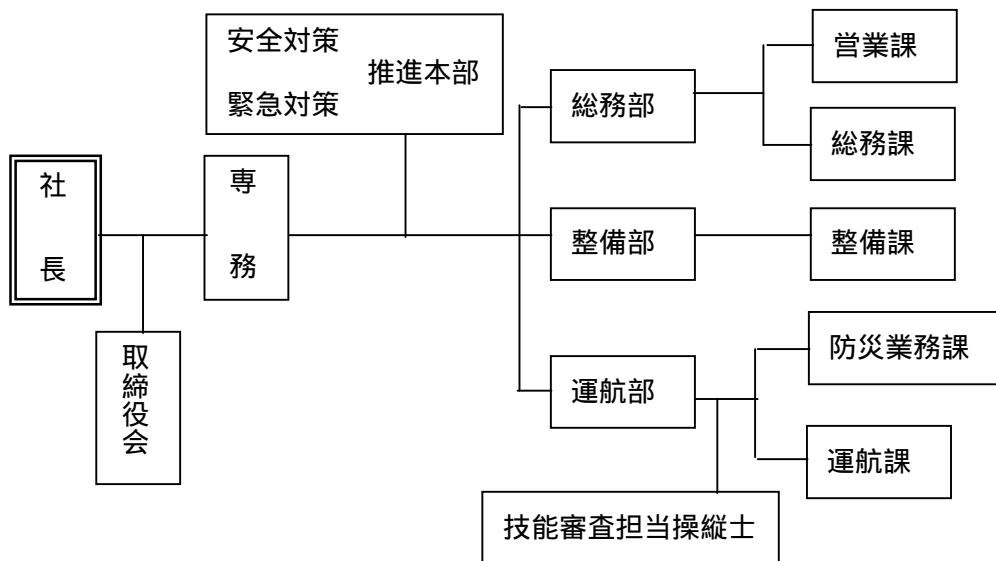 安全対策
推進本部
緊急対策
営業課
総務部
総務課
社長
専務
整備部
整備課
取締役会
防災業務課
運航部
運航課
技能審査担当操縦士